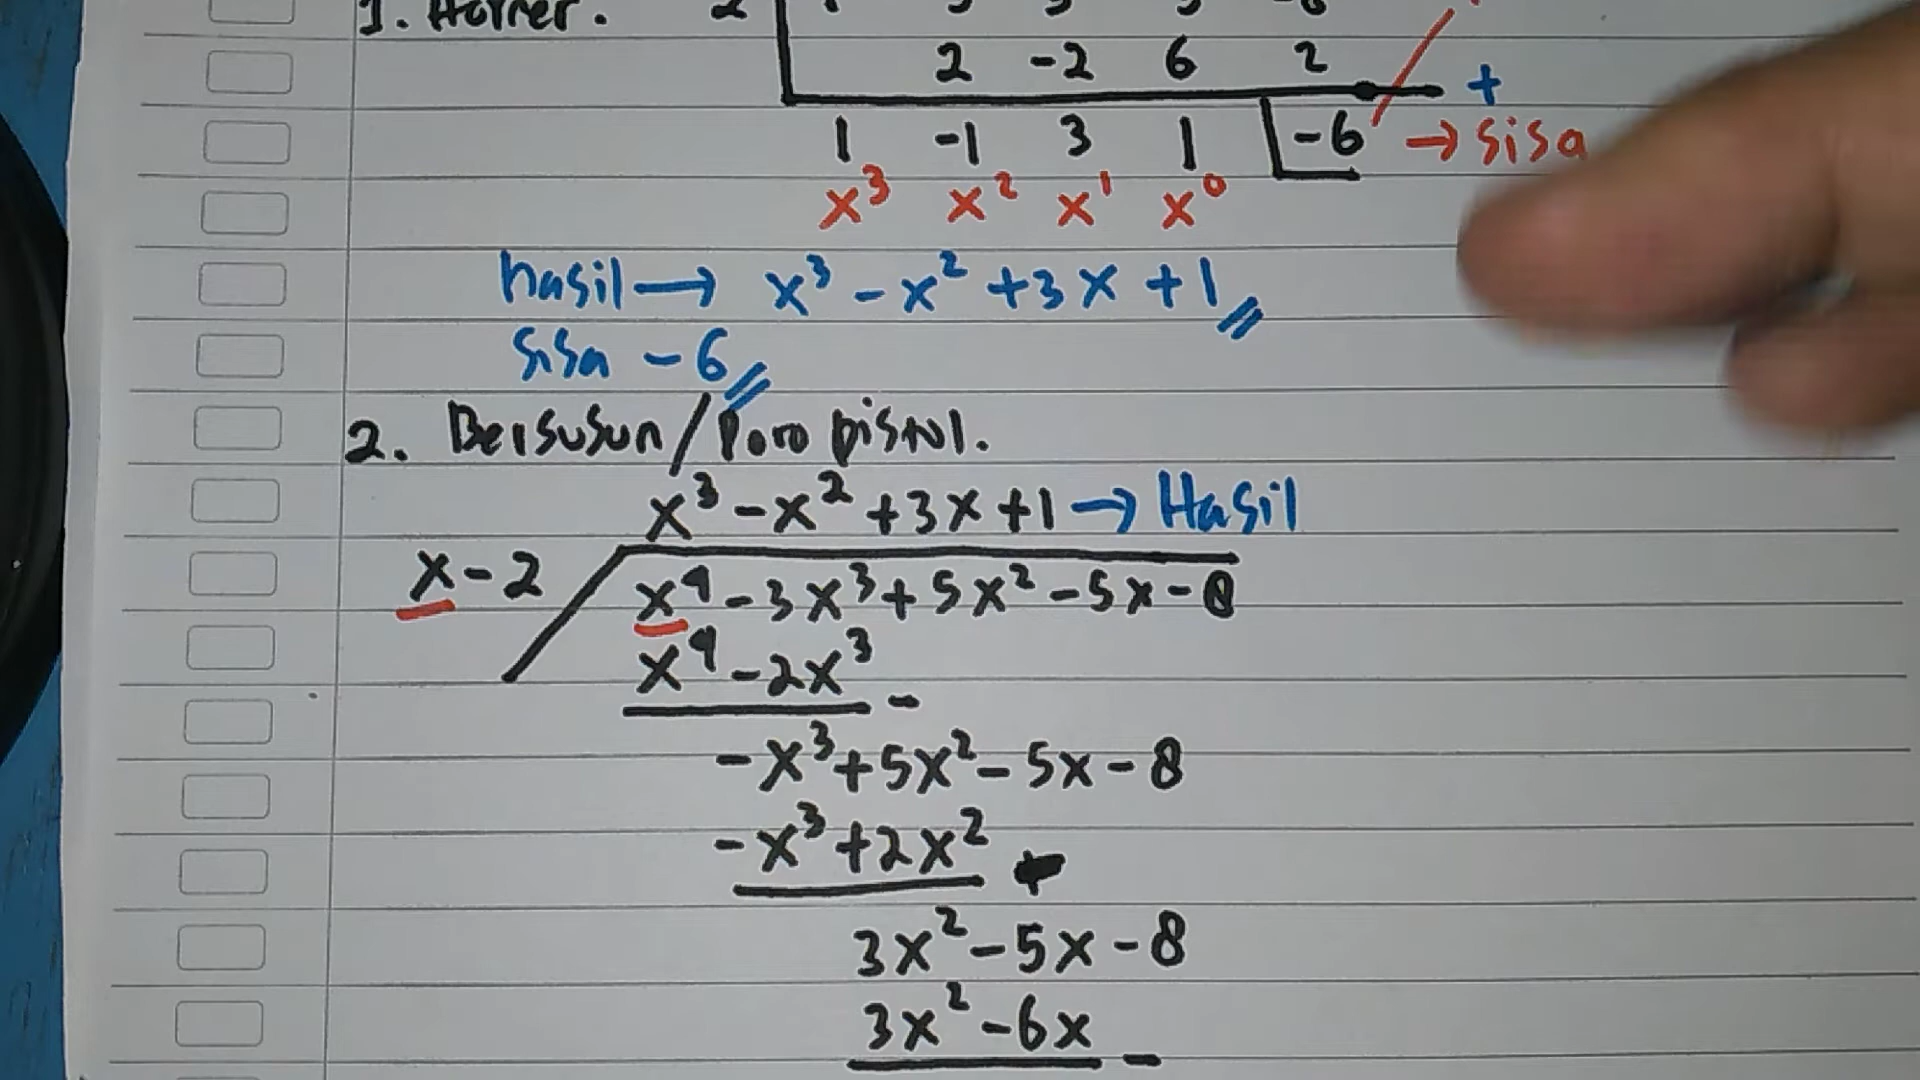 1. Horner. 2
2 -2 6 2 +
1 -1 3 1 -6 → sisa
x³ x² x¹ x⁰
hasil → x³ - x² + 3x + 1
Sisa - 6
2. Bersusun / Poro pistol.
x³ - x² + 3x + 1 → Hasil
x - 2 x⁴ - 3x³ + 5x² - 5x - 8
x⁴ - 2x³ -
-x³ + 5x² - 5x - 8
-x³ + 2x² -
3x² - 5x - 8
3x² - 6x -